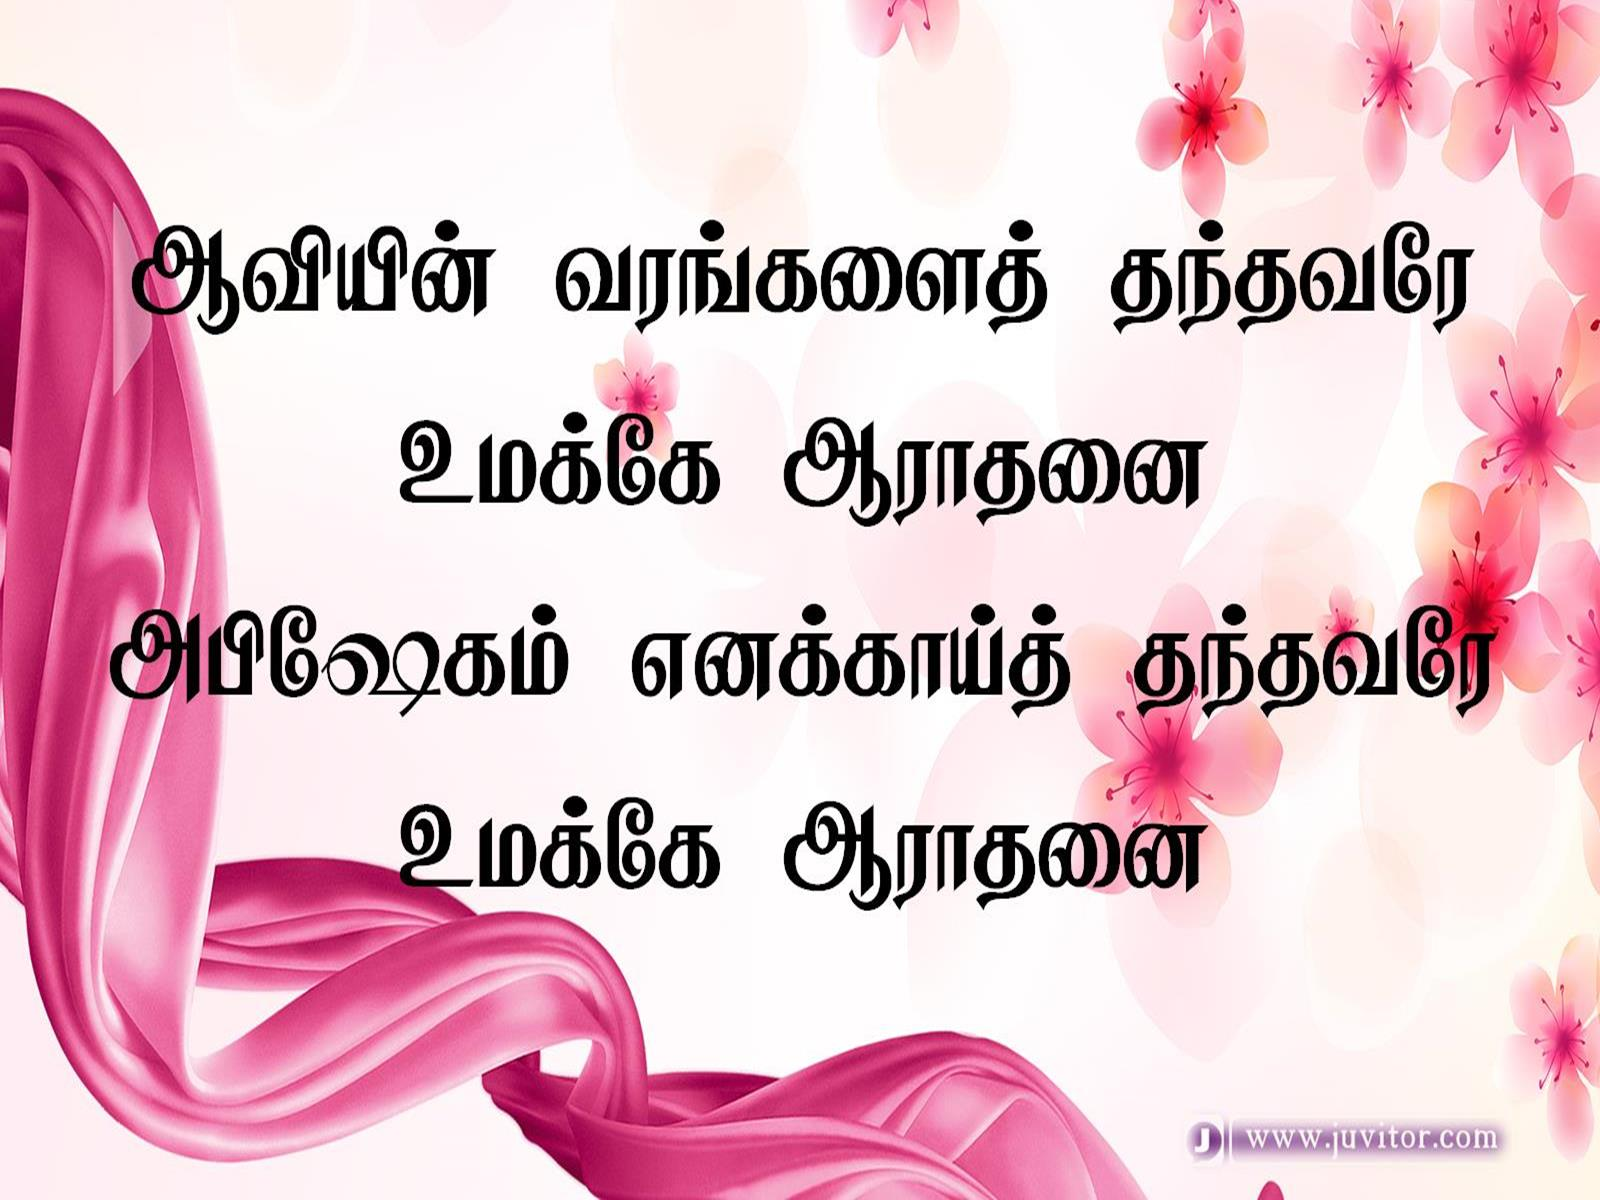 ஆவியின் வரங்களைத் தந்தவரே
உமக்கே ஆராதனை
அபிஷேகம் எனக்காய்த் தந்தவரே
உமக்கே ஆராதனை
J www.juvitor.com